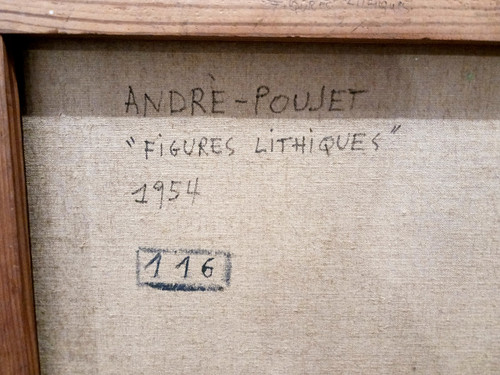 ANDRÈ-POUJET
"FIGURES LITHIQUES"
1954
116